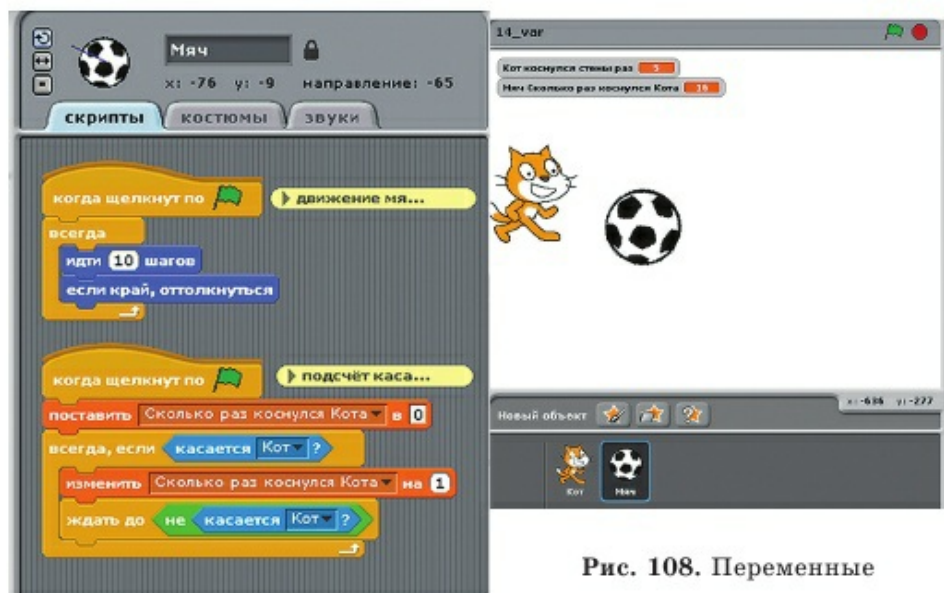 Мяч
x: -76 y: -9 направление: -65
скрипты костюмы звуки
когда щелкнут по
движение мя...
всегда
идти 10 шагов
если край, оттолкнуться
когда щелкнут по
подсчёт каса...
поставить Сколько раз коснулся Кота в 0
всегда, если касается Кот ?
изменить Сколько раз коснулся Кота на 1
ждать до не касается Кот ?
14_var
Кот коснулся стены раз
Мяч Сколько раз коснулся Кота
x: -686 y: -277
Новый объект
Кот Мяч
Рис. 108. Переменные